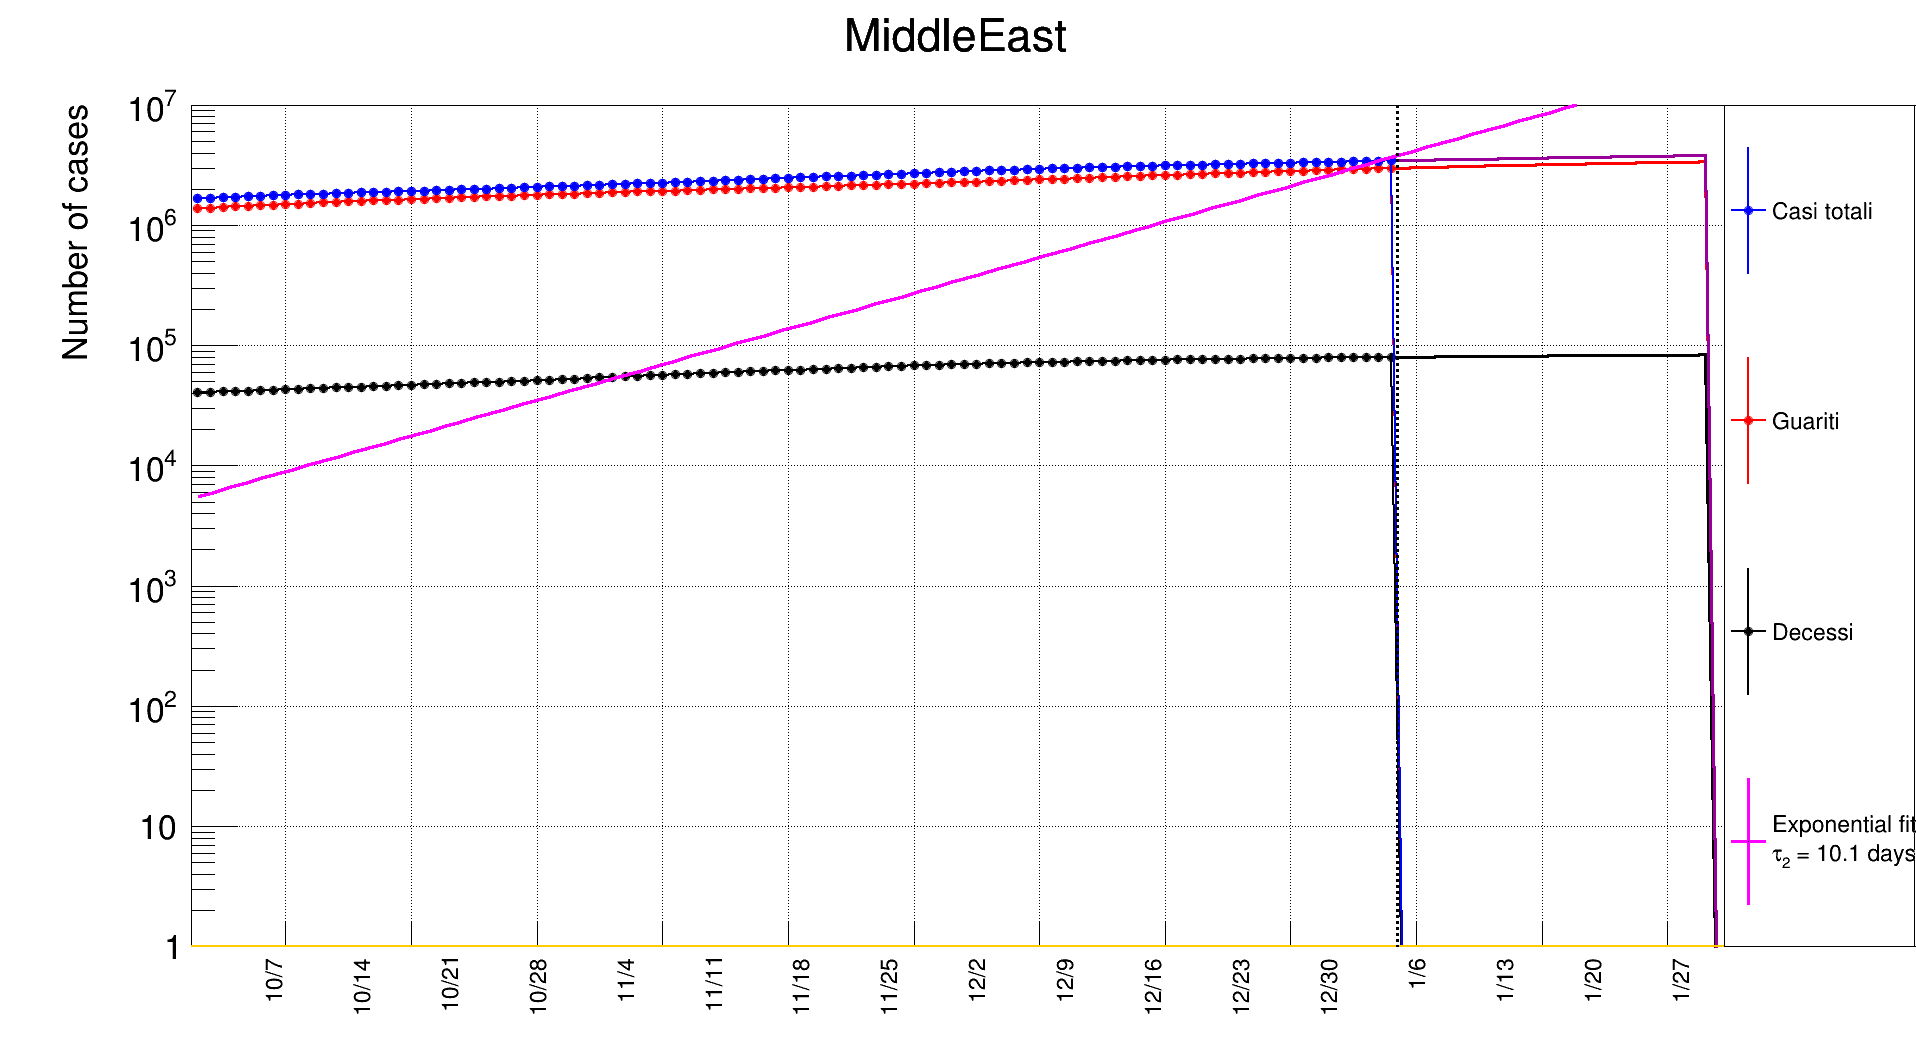 MiddleEast
Number of cases
10^7
10^6
10^5
10^4
10^3
10^2
10
1
10/7 10/14 10/21 10/28 11/4 11/11 11/18 11/25 12/2 12/9 12/16 12/23 12/30 1/6 1/13 1/20 1/27
Casi totali
Guariti
Decessi
Exponential fit
τ_2 = 10.1 days